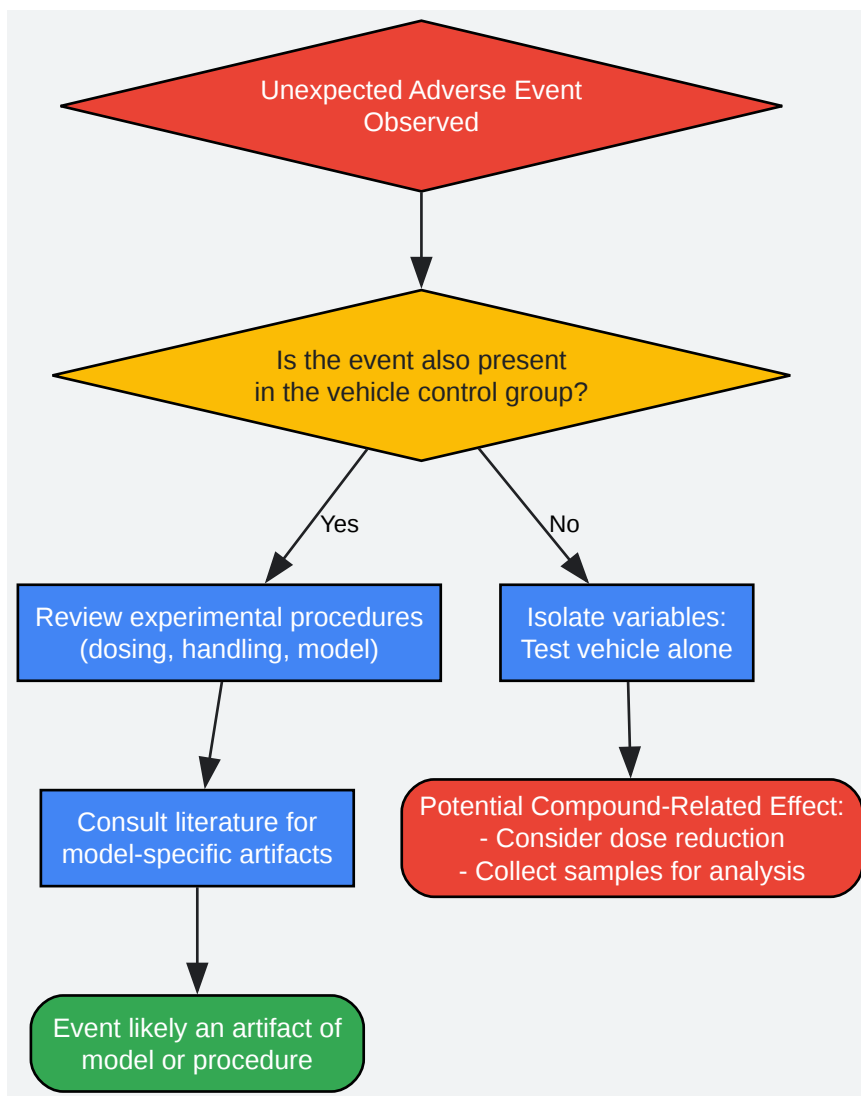 Unexpected Adverse Event
Observed
Is the event also present
in the vehicle control group?
Yes
No
Review experimental procedures
(dosing, handling, model)
Isolate variables:
Test vehicle alone
Consult literature for
model-specific artifacts
Potential Compound-Related Effect:
- Consider dose reduction
- Collect samples for analysis
Event likely an artifact of
model or procedure